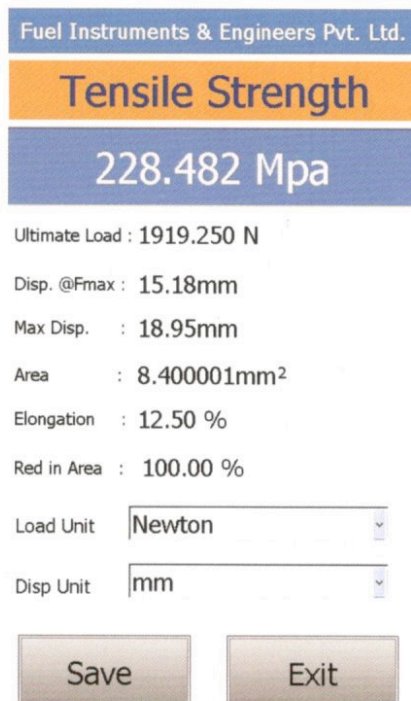 Fuel Instruments & Engineers Pvt. Ltd.
Tensile Strength
228.482 Mpa
Ultimate Load : 1919.250 N
Disp. @Fmax : 15.18mm
Max Disp. : 18.95mm
Area : 8.400001mm²
Elongation : 12.50 %
Red in Area : 100.00 %
Load Unit Newton
Disp Unit mm
Save Exit